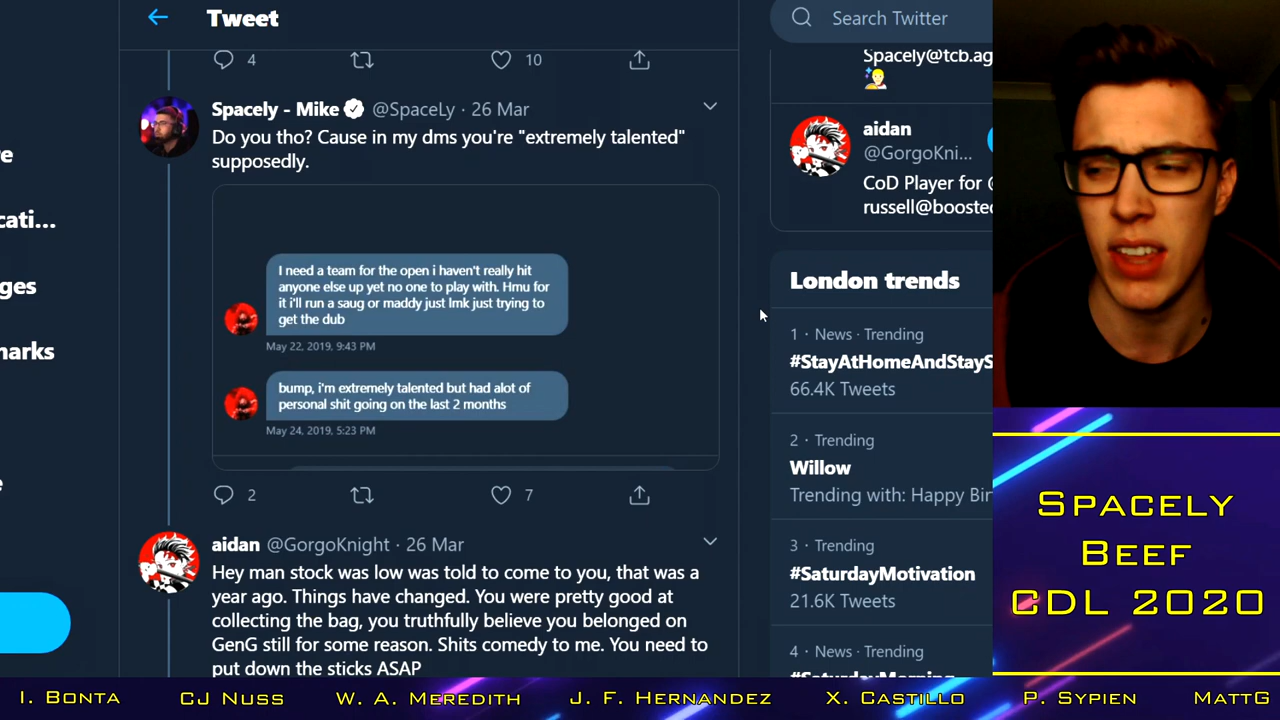 Tweet
Search Twitter
4
10
Spacely - Mike @SpaceLy · 26 Mar
Do you tho? Cause in my dms you're "extremely talented"
supposedly.
I need a team for the open i haven't really hit
anyone else up yet no one to play with. Hmu for
it i'll run a saug or maddy just lmk just trying to
get the dub
May 22, 2019, 9:43 PM
bump, i'm extremely talented but had alot of
personal shit going on the last 2 months
May 24, 2019, 5:23 PM
2
7
aidan @GorgoKnight · 26 Mar
Hey man stock was low was told to come to you, that was a
year ago. Things have changed. You were pretty good at
collecting the bag, you truthfully believe you belonged on
GenG still for some reason. Shits comedy to me. You need to
put down the sticks ASAP
re
cati...
ges
narks
e
Spacely@tcb.ag
aidan
@GorgoKni...
CoD Player for @
russell@boosted
London trends
1 · News · Trending
#StayAtHomeAndStayS
66.4K Tweets
2 · Trending
Willow
Trending with: Happy Bir
3 · Trending
#SaturdayMotivation
21.6K Tweets
4 · Trending
#SaturdayMorning
Spacely
Beef
CDL 2020
I. Bonta CJ Nuss W. A. Meredith J. F. Hernandez X. Castillo P. Sypien MattG